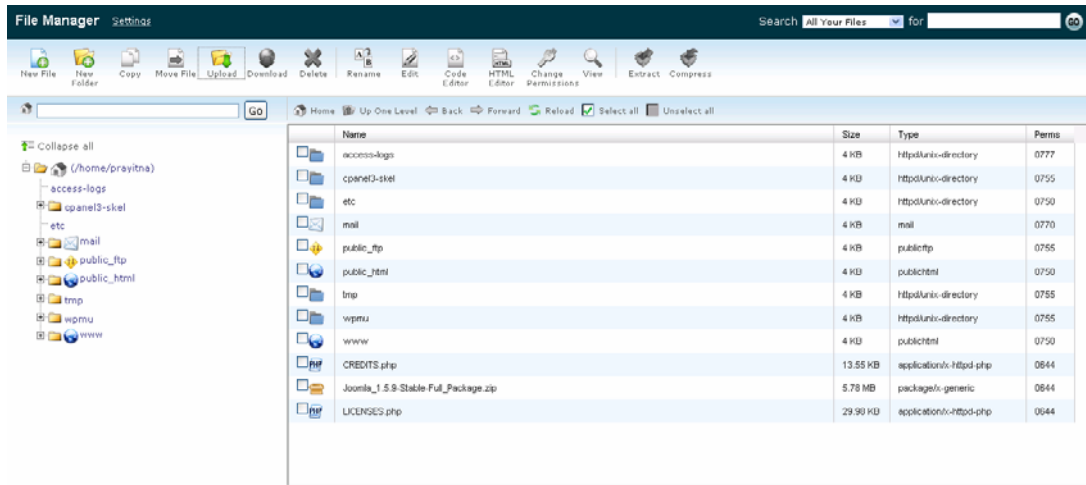 File Manager Settings Search All Your Files for GO
New File New Folder Copy Move File Upload Download Delete Rename Edit Code Editor HTML Editor Change Permissions View Extract Compress
Go Home Up One Level Back Forward Reload Select all Unselect all
Collapse all
(/home/prayitna)
access-logs
cpanel3-skel
etc
mail
public_ftp
public_html
tmp
wpmu
www
Name Size Type Perms
access-logs 4 KB httpd/unix-directory 0777
cpanel3-skel 4 KB httpd/unix-directory 0755
etc 4 KB httpd/unix-directory 0750
mail 4 KB mail 0770
public_ftp 4 KB publicftp 0755
public_html 4 KB publichtml 0750
tmp 4 KB httpd/unix-directory 0755
wpmu 4 KB httpd/unix-directory 0755
www 4 KB publichtml 0750
CREDITS.php 13.55 KB application/x-httpd-php 0644
Joomla_1.5.9-Stable-Full_Package.zip 5.78 MB package/x-generic 0644
LICENSES.php 29.98 KB application/x-httpd-php 0644